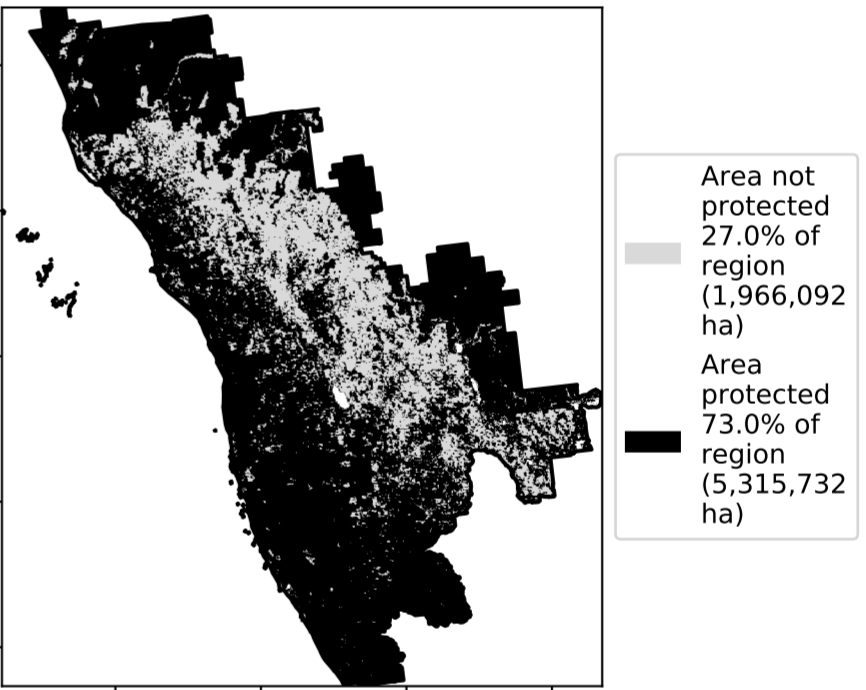 Area not
protected
27.0% of
region
(1,966,092
ha)
Area
protected
73.0% of
region
(5,315,732
ha)